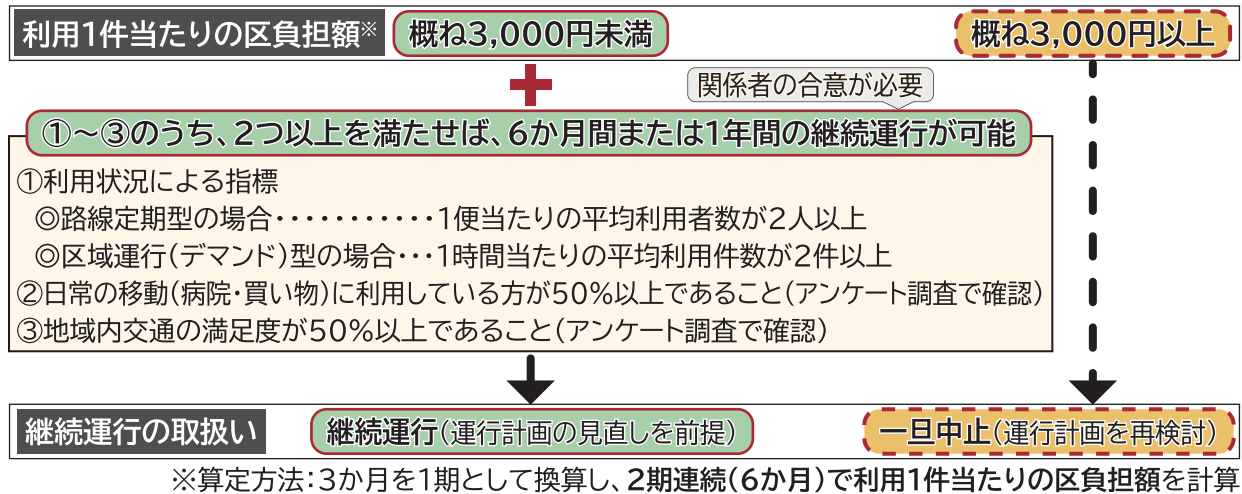 利用1件当たりの区負担額※ 概ね3,000円未満 概ね3,000円以上
関係者の合意が必要
①～③のうち、2つ以上を満たせば、6か月間または1年間の継続運行が可能
①利用状況による指標
◎路線定期型の場合・・・・・・・・・・・1便当たりの平均利用者数が2人以上
◎区域運行(デマンド)型の場合・・・1時間当たりの平均利用件数が2件以上
②日常の移動(病院・買い物)に利用している方が50%以上であること(アンケート調査で確認)
③地域内交通の満足度が50%以上であること(アンケート調査で確認)
継続運行の取扱い 継続運行(運行計画の見直しを前提) 一旦中止(運行計画を再検討)
※算定方法:3か月を1期として換算し、2期連続(6か月)で利用1件当たりの区負担額を計算